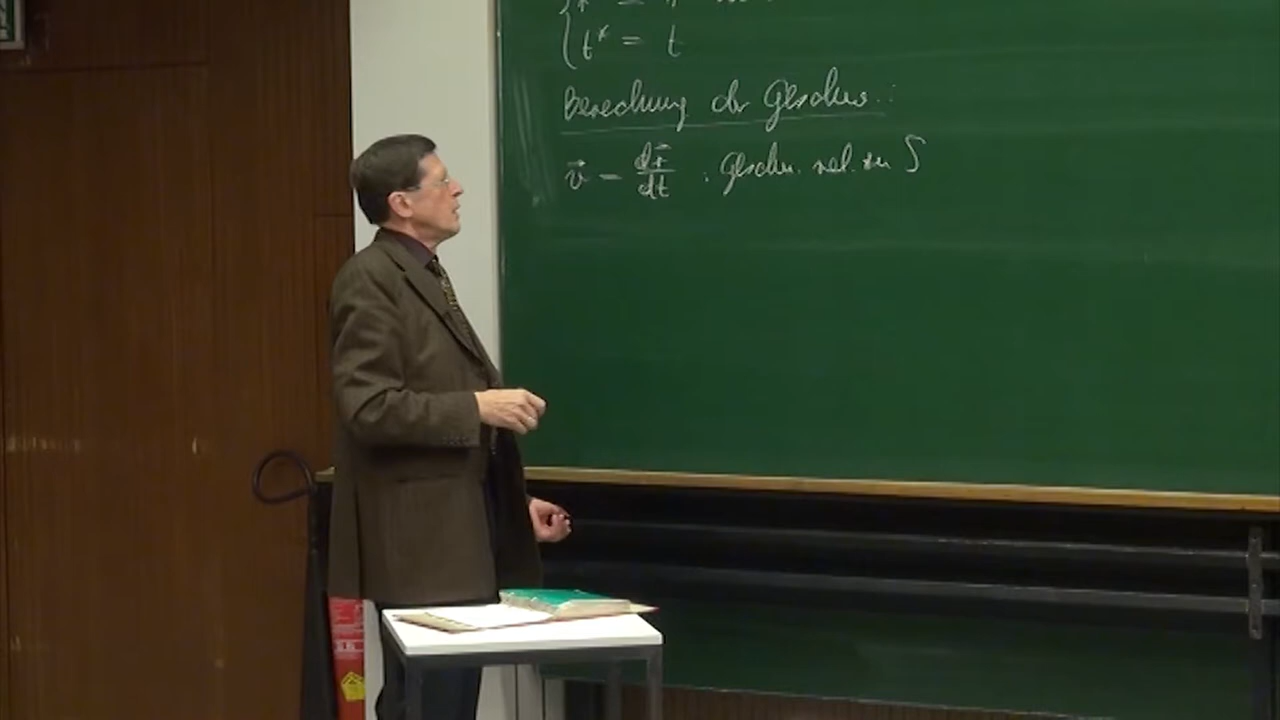 t* = t
Berechnung der Geschw.:
v⃗ = dr⃗/dt : Geschw. rel. zu S